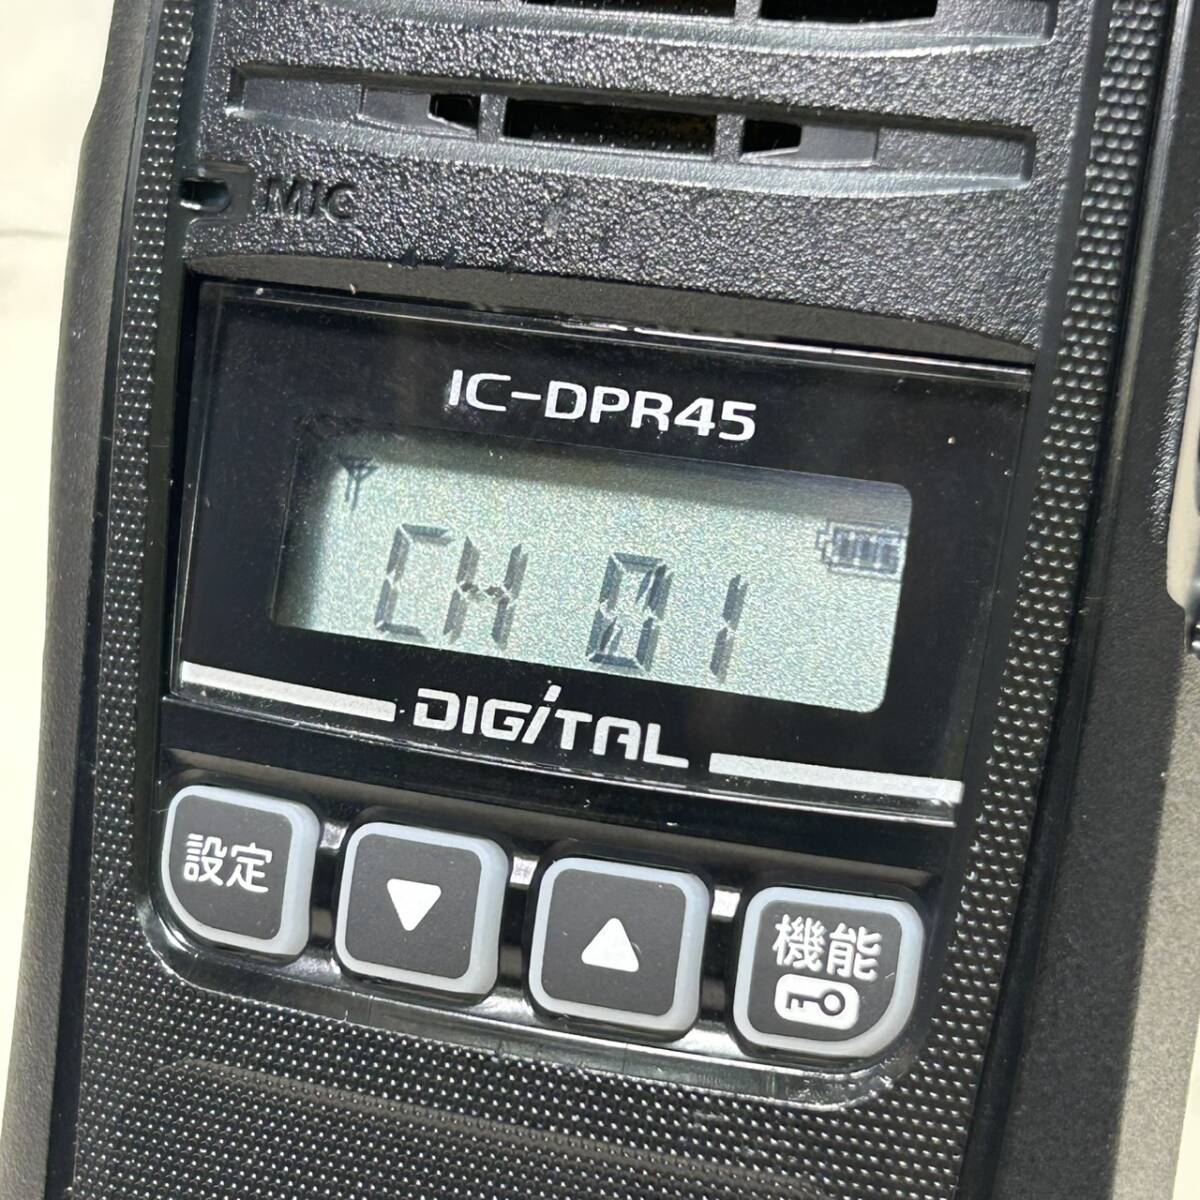 MIC
IC-DPR45
CH 01
DIGITAL
設定
▼
▲
機能